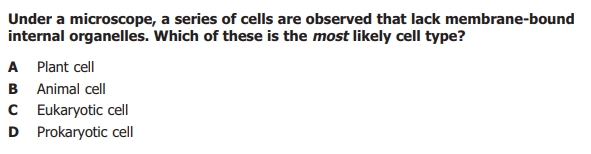 Under a microscope, a series of cells are observed that lack membrane-bound
internal organelles. Which of these is the most likely cell type?
A Plant cell
B Animal cell
C Eukaryotic cell
D Prokaryotic cell